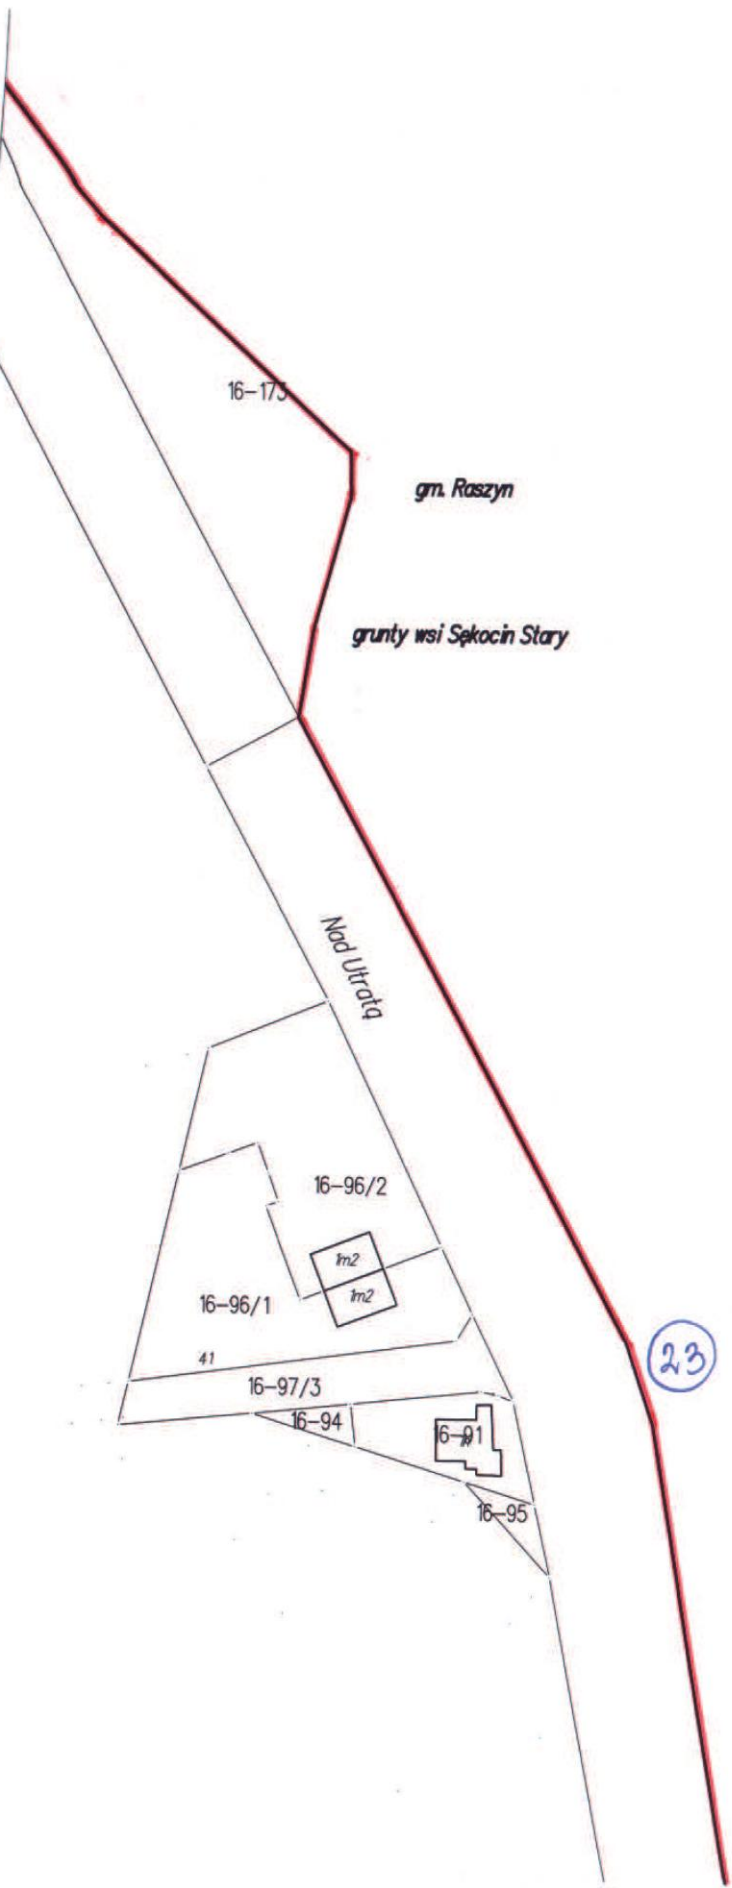 16-173
gm. Raszyn
grunty wsi Sękocin Stary
Nad Utratą
16-96/2
1m2
1m2
16-96/1
41
23
16-97/3
16-94
16-91
16-95